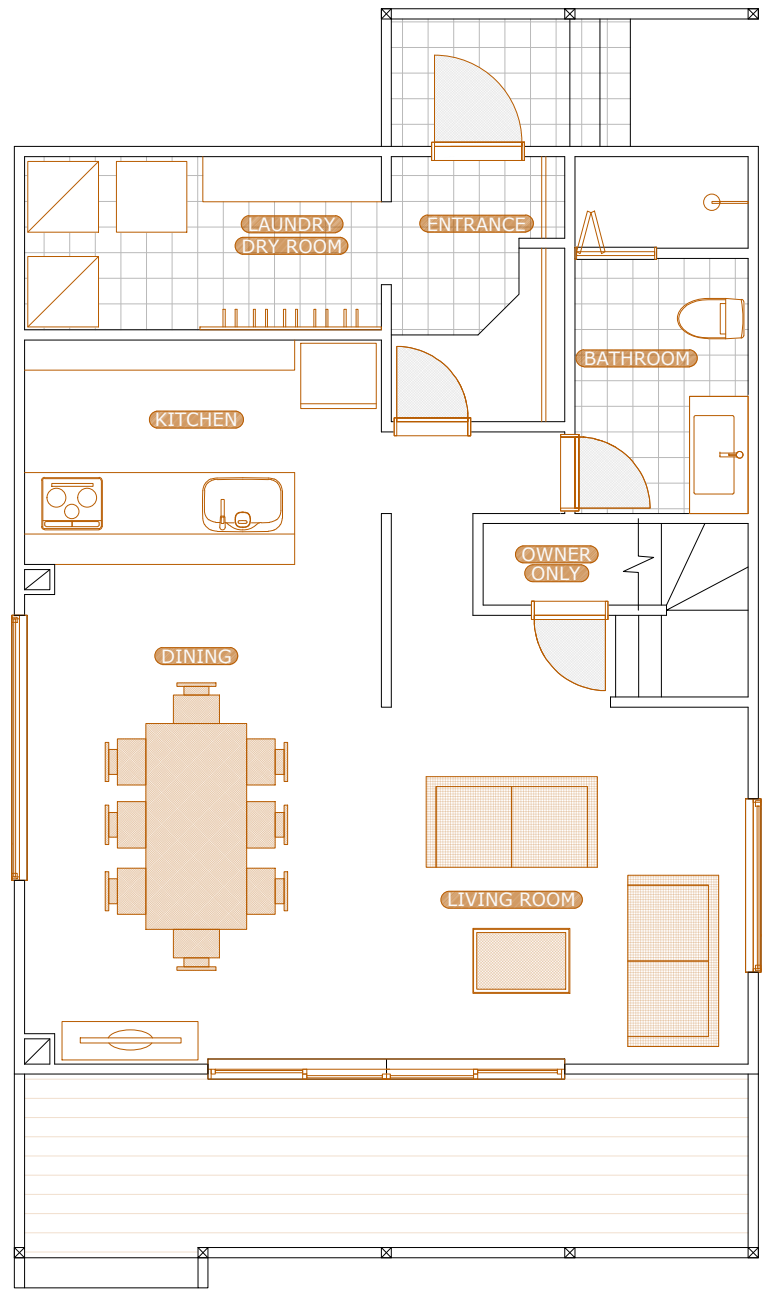 LAUNDRY
DRY ROOM
ENTRANCE
BATHROOM
KITCHEN
OWNER
ONLY
DINING
LIVING ROOM